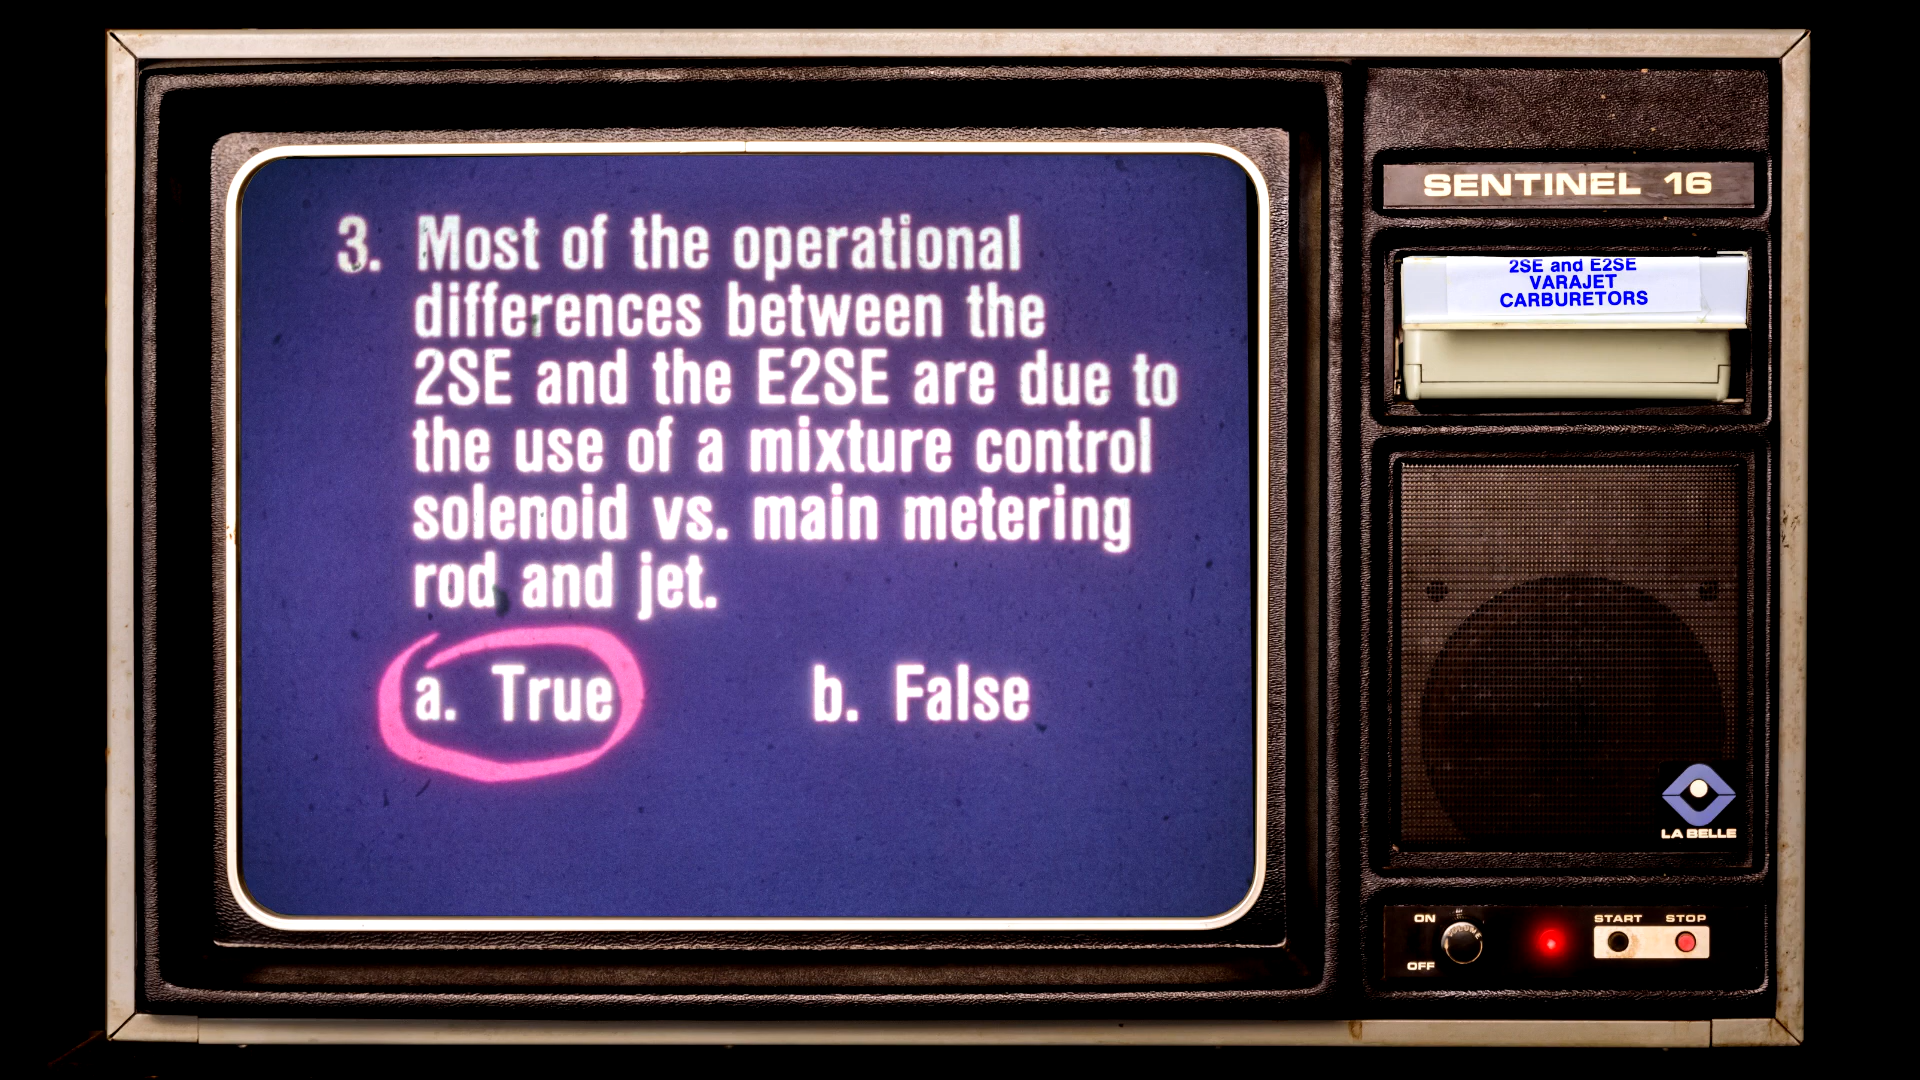 3. Most of the operational
differences between the
2SE and the E2SE are due to
the use of a mixture control
solenoid vs. main metering
rod and jet.
a. True b. False
SENTINEL 16
2SE and E2SE
VARAJET
CARBURETORS
LA BELLE
ON
OFF
VOLUME
START STOP